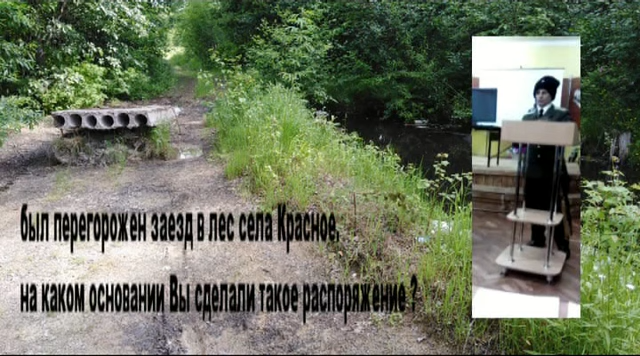 был перегорожен заезд в лес села Красное,
на каком основании Вы сделали такое распоряжение ?